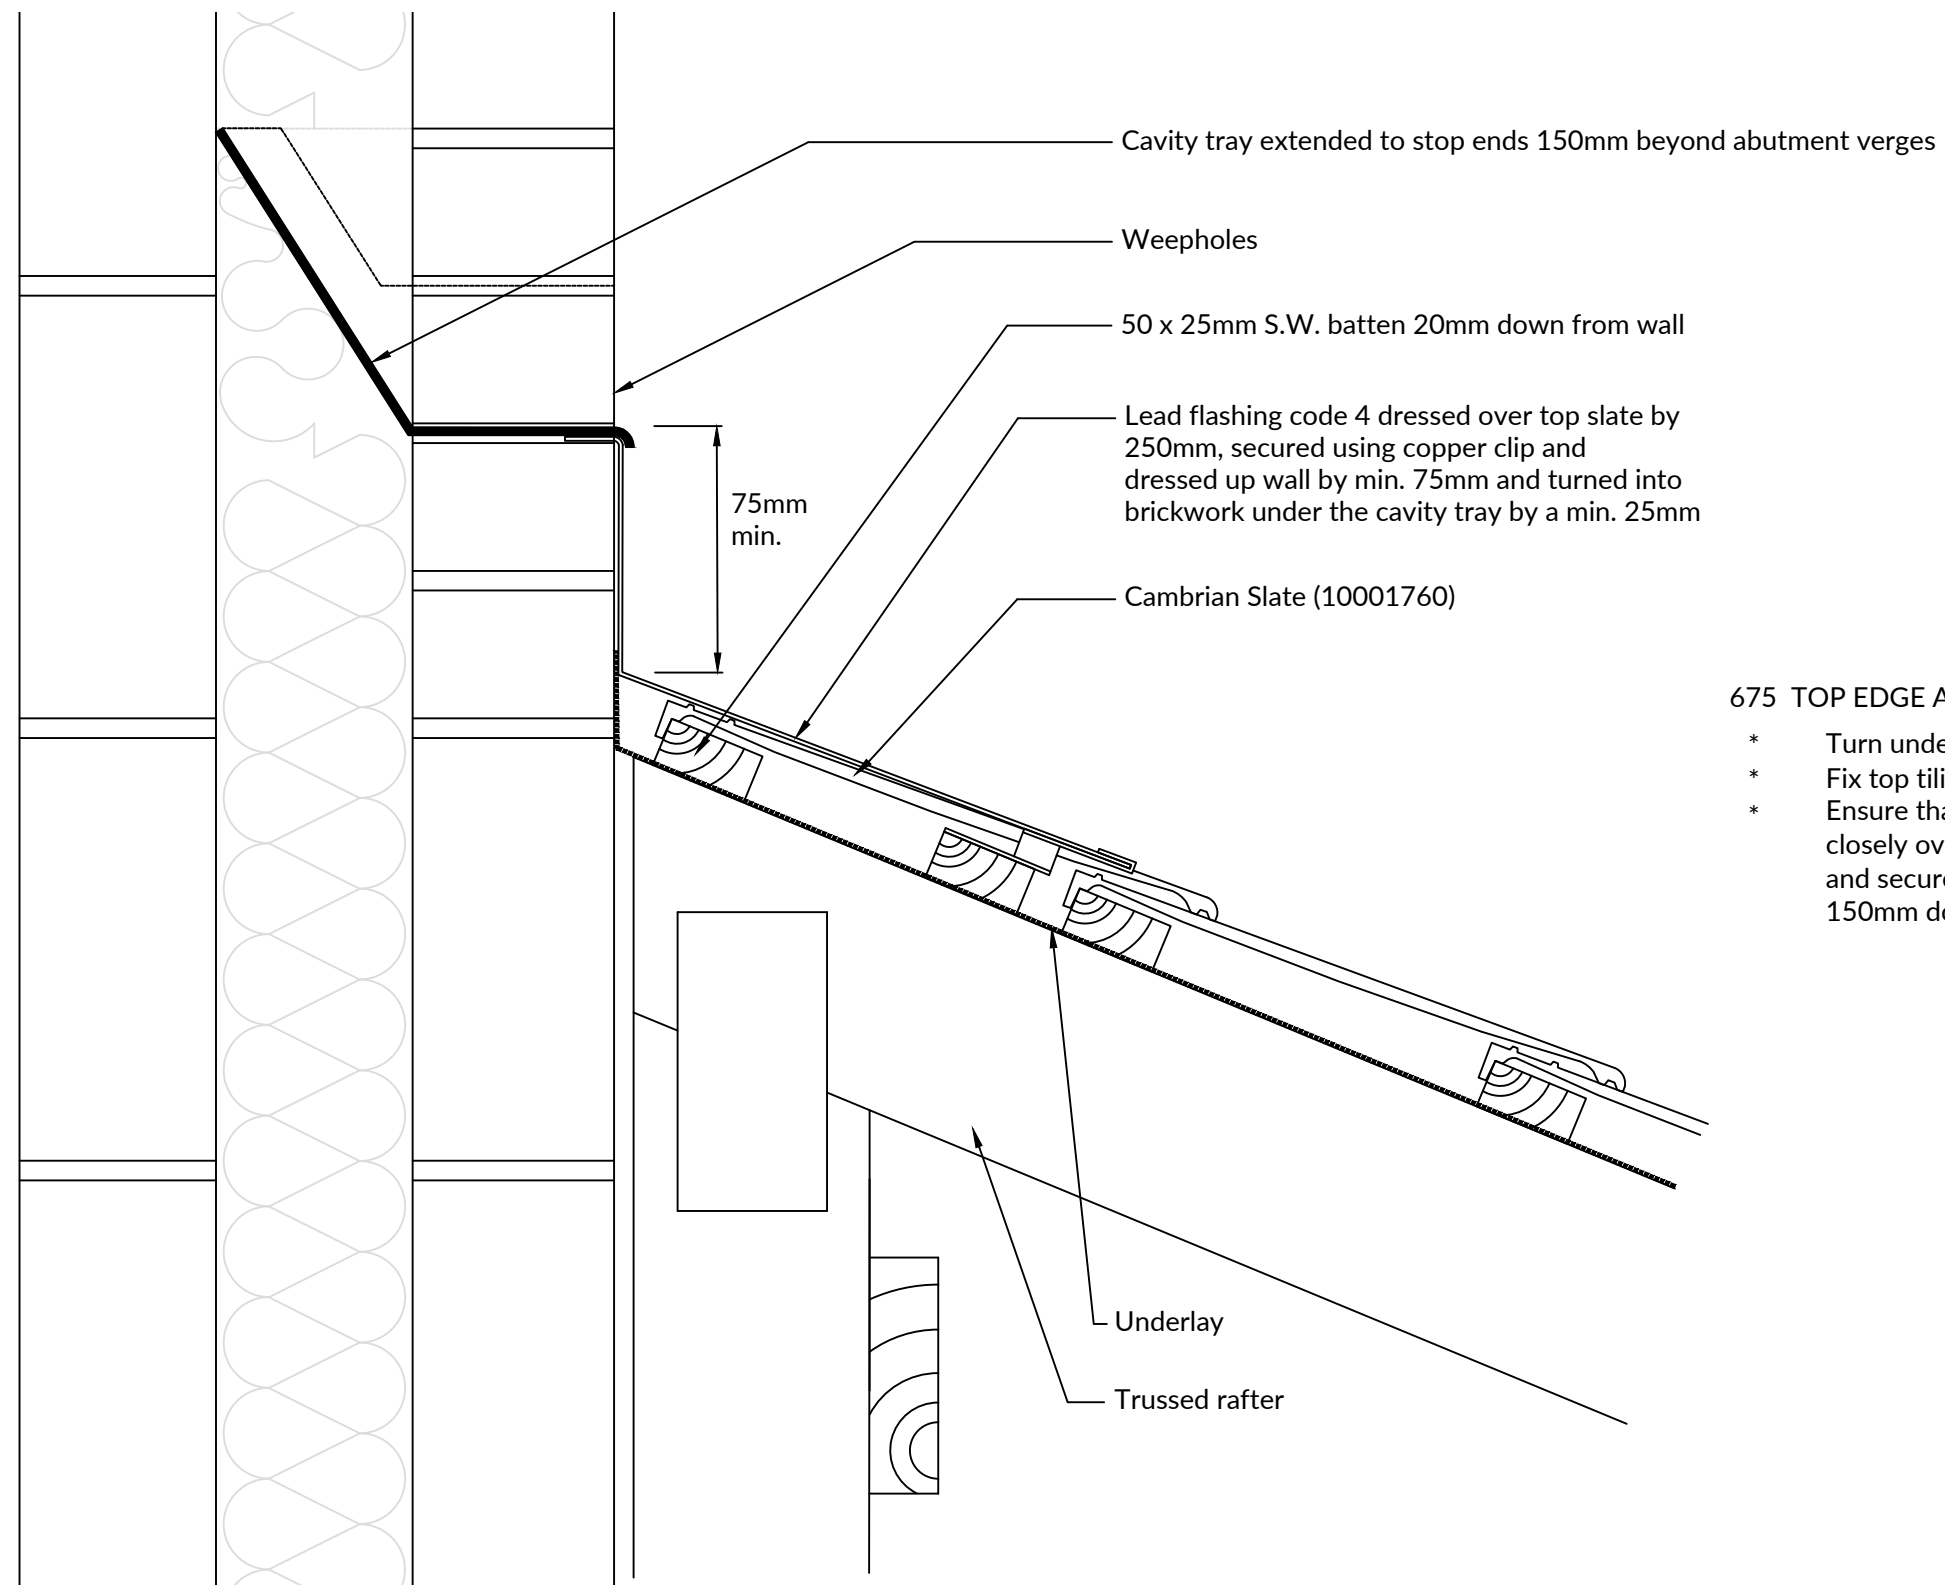 Cavity tray extended to stop ends 150mm beyond abutment verges
Weepholes
50 x 25mm S.W. batten 20mm down from wall
Lead flashing code 4 dressed over top slate by
250mm, secured using copper clip and
dressed up wall by min. 75mm and turned into
brickwork under the cavity tray by a min. 25mm
75mm
min.
Cambrian Slate (10001760)
675 TOP EDGE A
* Turn unde
* Fix top tili
* Ensure tha
closely ov
and secure
150mm do
Underlay
Trussed rafter